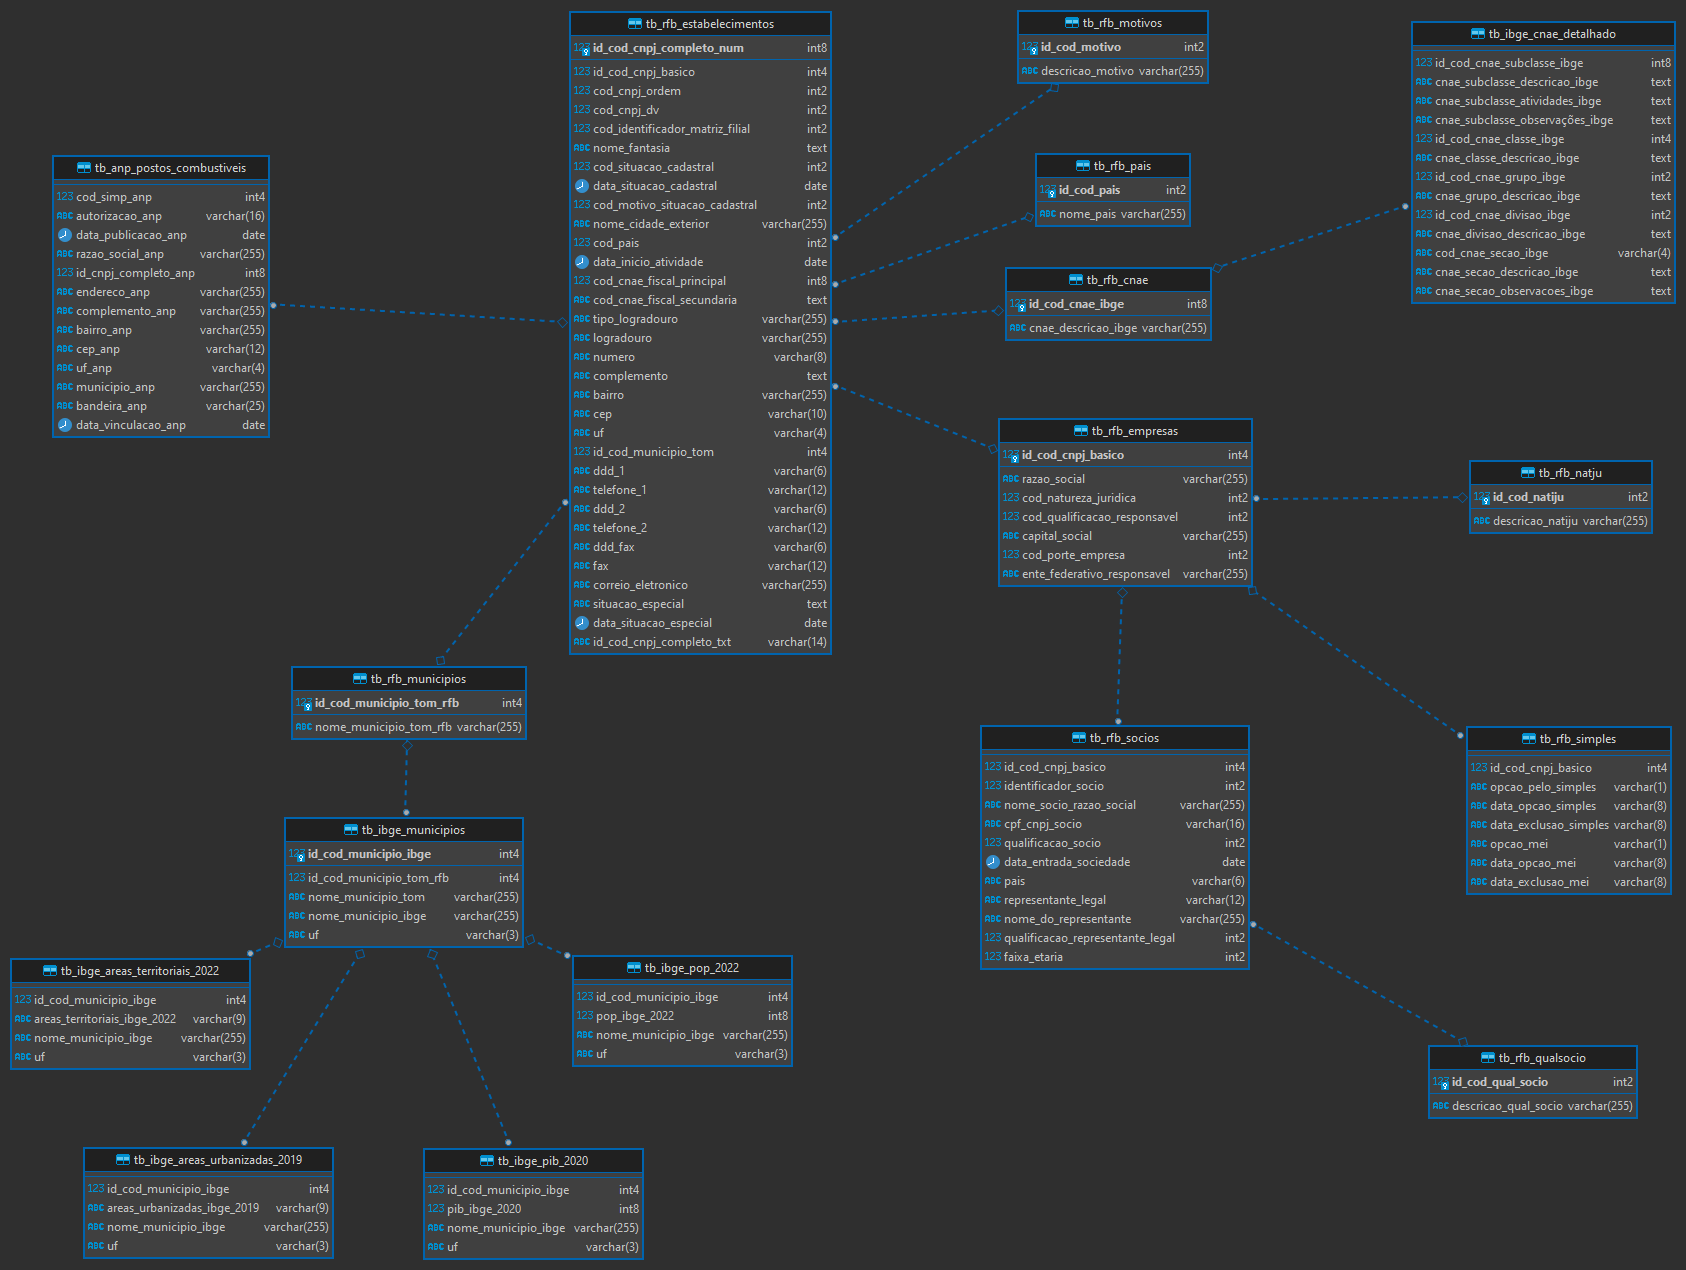 tb_rfb_estabelecimentos
123 id_cod_cnpj_completo_num int8
123 id_cod_cnpj_basico int4
123 cod_cnpj_ordem int2
123 cod_cnpj_dv int2
123 cod_identificador_matriz_filial int2
ABC nome_fantasia text
123 cod_situacao_cadastral int2
data_situacao_cadastral date
123 cod_motivo_situacao_cadastral int2
ABC nome_cidade_exterior varchar(255)
123 cod_pais int2
data_inicio_atividade date
123 cod_cnae_fiscal_principal int8
ABC cod_cnae_fiscal_secundaria text
ABC tipo_logradouro varchar(255)
ABC logradouro varchar(255)
ABC numero varchar(8)
ABC complemento text
ABC bairro varchar(255)
ABC cep varchar(10)
ABC uf varchar(4)
123 id_cod_municipio_tom int4
ABC ddd_1 varchar(6)
ABC telefone_1 varchar(12)
ABC ddd_2 varchar(6)
ABC telefone_2 varchar(12)
ABC ddd_fax varchar(6)
ABC fax varchar(12)
ABC correio_eletronico varchar(255)
ABC situacao_especial text
data_situacao_especial date
ABC id_cod_cnpj_completo_txt varchar(14)
tb_rfb_motivos
123 id_cod_motivo int2
ABC descricao_motivo varchar(255)
tb_ibge_cnae_detalhado
123 id_cod_cnae_subclasse_ibge int8
ABC cnae_subclasse_descricao_ibge text
ABC cnae_subclasse_atividades_ibge text
ABC cnae_subclasse_observações_ibge text
123 id_cod_cnae_classe_ibge int4
ABC cnae_classe_descricao_ibge text
123 id_cod_cnae_grupo_ibge int2
ABC cnae_grupo_descricao_ibge text
123 id_cod_cnae_divisao_ibge int2
ABC cnae_divisao_descricao_ibge text
ABC cod_cnae_secao_ibge varchar(4)
ABC cnae_secao_descricao_ibge text
ABC cnae_secao_observacoes_ibge text
tb_anp_postos_combustiveis
123 cod_simp_anp int4
ABC autorizacao_anp varchar(16)
data_publicacao_anp date
ABC razao_social_anp varchar(255)
123 id_cnpj_completo_anp int8
ABC endereco_anp varchar(255)
ABC complemento_anp varchar(255)
ABC bairro_anp varchar(255)
ABC cep_anp varchar(12)
ABC uf_anp varchar(4)
ABC municipio_anp varchar(255)
ABC bandeira_anp varchar(25)
data_vinculacao_anp date
tb_rfb_pais
123 id_cod_pais int2
ABC nome_pais varchar(255)
tb_rfb_cnae
123 id_cod_cnae_ibge int8
ABC cnae_descricao_ibge varchar(255)
tb_rfb_empresas
123 id_cod_cnpj_basico int4
ABC razao_social varchar(255)
123 cod_natureza_juridica int2
123 cod_qualificacao_responsavel int2
ABC capital_social varchar(255)
123 cod_porte_empresa int2
ABC ente_federativo_responsavel varchar(255)
tb_rfb_natju
123 id_cod_natiju int2
ABC descricao_natiju varchar(255)
tb_rfb_municipios
123 id_cod_municipio_tom_rfb int4
ABC nome_municipio_tom_rfb varchar(255)
tb_rfb_socios
123 id_cod_cnpj_basico int4
123 identificador_socio int2
ABC nome_socio_razao_social varchar(255)
ABC cpf_cnpj_socio varchar(16)
123 qualificacao_socio int2
data_entrada_sociedade date
ABC pais varchar(6)
ABC representante_legal varchar(12)
ABC nome_do_representante varchar(255)
123 qualificacao_representante_legal int2
123 faixa_etaria int2
tb_rfb_simples
123 id_cod_cnpj_basico int4
ABC opcao_pelo_simples varchar(1)
ABC data_opcao_simples varchar(8)
ABC data_exclusao_simples varchar(8)
ABC opcao_mei varchar(1)
ABC data_opcao_mei varchar(8)
ABC data_exclusao_mei varchar(8)
tb_ibge_municipios
123 id_cod_municipio_ibge int4
123 id_cod_municipio_tom_rfb int4
ABC nome_municipio_tom varchar(255)
ABC nome_municipio_ibge varchar(255)
ABC uf varchar(3)
tb_ibge_areas_territoriais_2022
123 id_cod_municipio_ibge int4
ABC areas_territoriais_ibge_2022 varchar(9)
ABC nome_municipio_ibge varchar(255)
ABC uf varchar(3)
tb_ibge_pop_2022
123 id_cod_municipio_ibge int4
123 pop_ibge_2022 int8
ABC nome_municipio_ibge varchar(255)
ABC uf varchar(3)
tb_rfb_qualsocio
123 id_cod_qual_socio int2
ABC descricao_qual_socio varchar(255)
tb_ibge_areas_urbanizadas_2019
123 id_cod_municipio_ibge int4
ABC areas_urbanizadas_ibge_2019 varchar(9)
ABC nome_municipio_ibge varchar(255)
ABC uf varchar(3)
tb_ibge_pib_2020
123 id_cod_municipio_ibge int4
123 pib_ibge_2020 int8
ABC nome_municipio_ibge varchar(255)
ABC uf varchar(3)